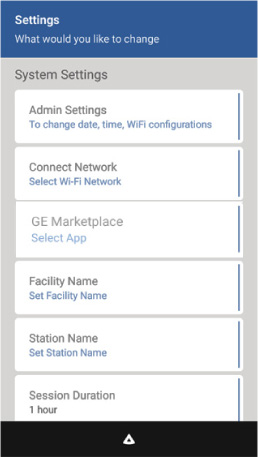 Settings
What would you like to change
System Settings
Admin Settings
To change date, time, WiFi configurations
Connect Network
Select Wi-Fi Network
GE Marketplace
Select App
Facility Name
Set Facility Name
Station Name
Set Station Name
Session Duration
1 hour